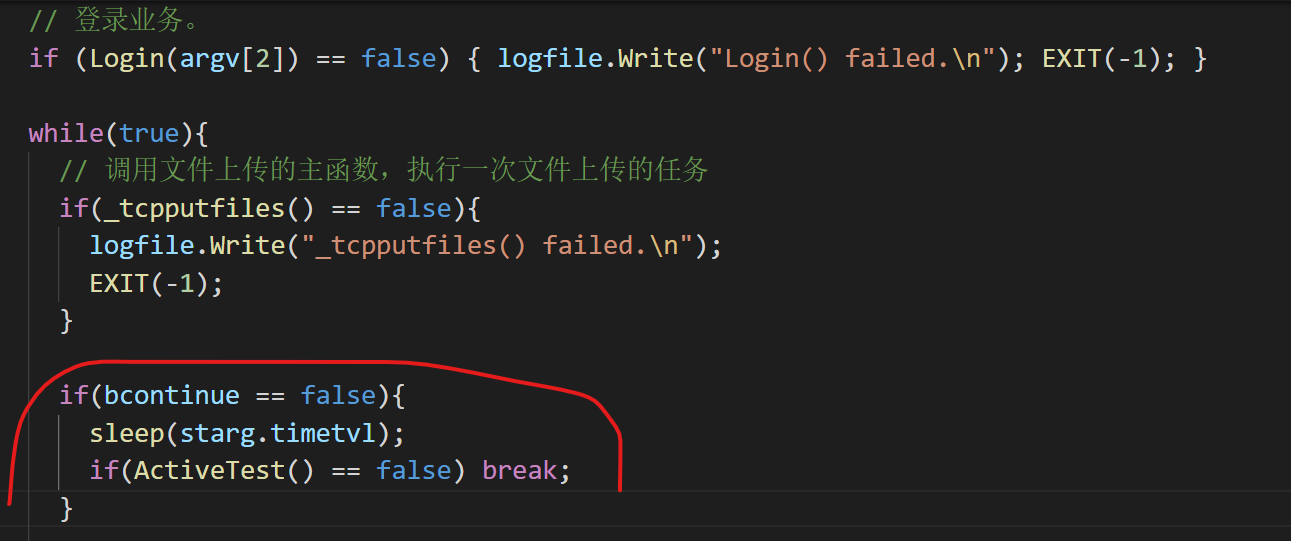 // 登录业务。
if (Login(argv[2]) == false) { logfile.Write("Login() failed.\n"); EXIT(-1); }
while(true){
// 调用文件上传的主函数，执行一次文件上传的任务
if(_tcpputfiles() == false){
logfile.Write("_tcpputfiles() failed.\n");
EXIT(-1);
}
if(bcontinue == false){
sleep(starg.timetvl);
if(ActiveTest() == false) break;
}